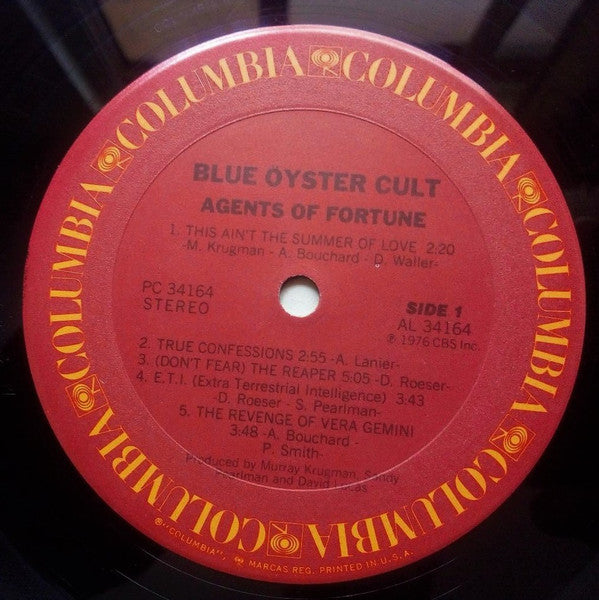 COLUMBIA COLUMBIA COLUMBIA COLUMBIA COLUMBIA COLUMBIA
BLUE ÖYSTER CULT
AGENTS OF FORTUNE
1. THIS AIN'T THE SUMMER OF LOVE 2:20
-M. Krugman - A. Bouchard - D. Waller-
PC 34164
STEREO
SIDE 1
AL 34164
℗ 1976 CBS Inc.
2. TRUE CONFESSIONS 2:55 -A. Lanier-
3. (DON'T FEAR) THE REAPER 5:05 -D. Roeser-
4. E.T.I. (Extra Terrestrial Intelligence) 3:43
-D. Roeser - S. Pearlman-
5. THE REVENGE OF VERA GEMINI
3:48 -A. Bouchard -
P. Smith-
Produced by Murray Krugman, Sandy
Pearlman and David Lucas
®"COLUMBIA", MARCAS REG. PRINTED IN U.S.A.